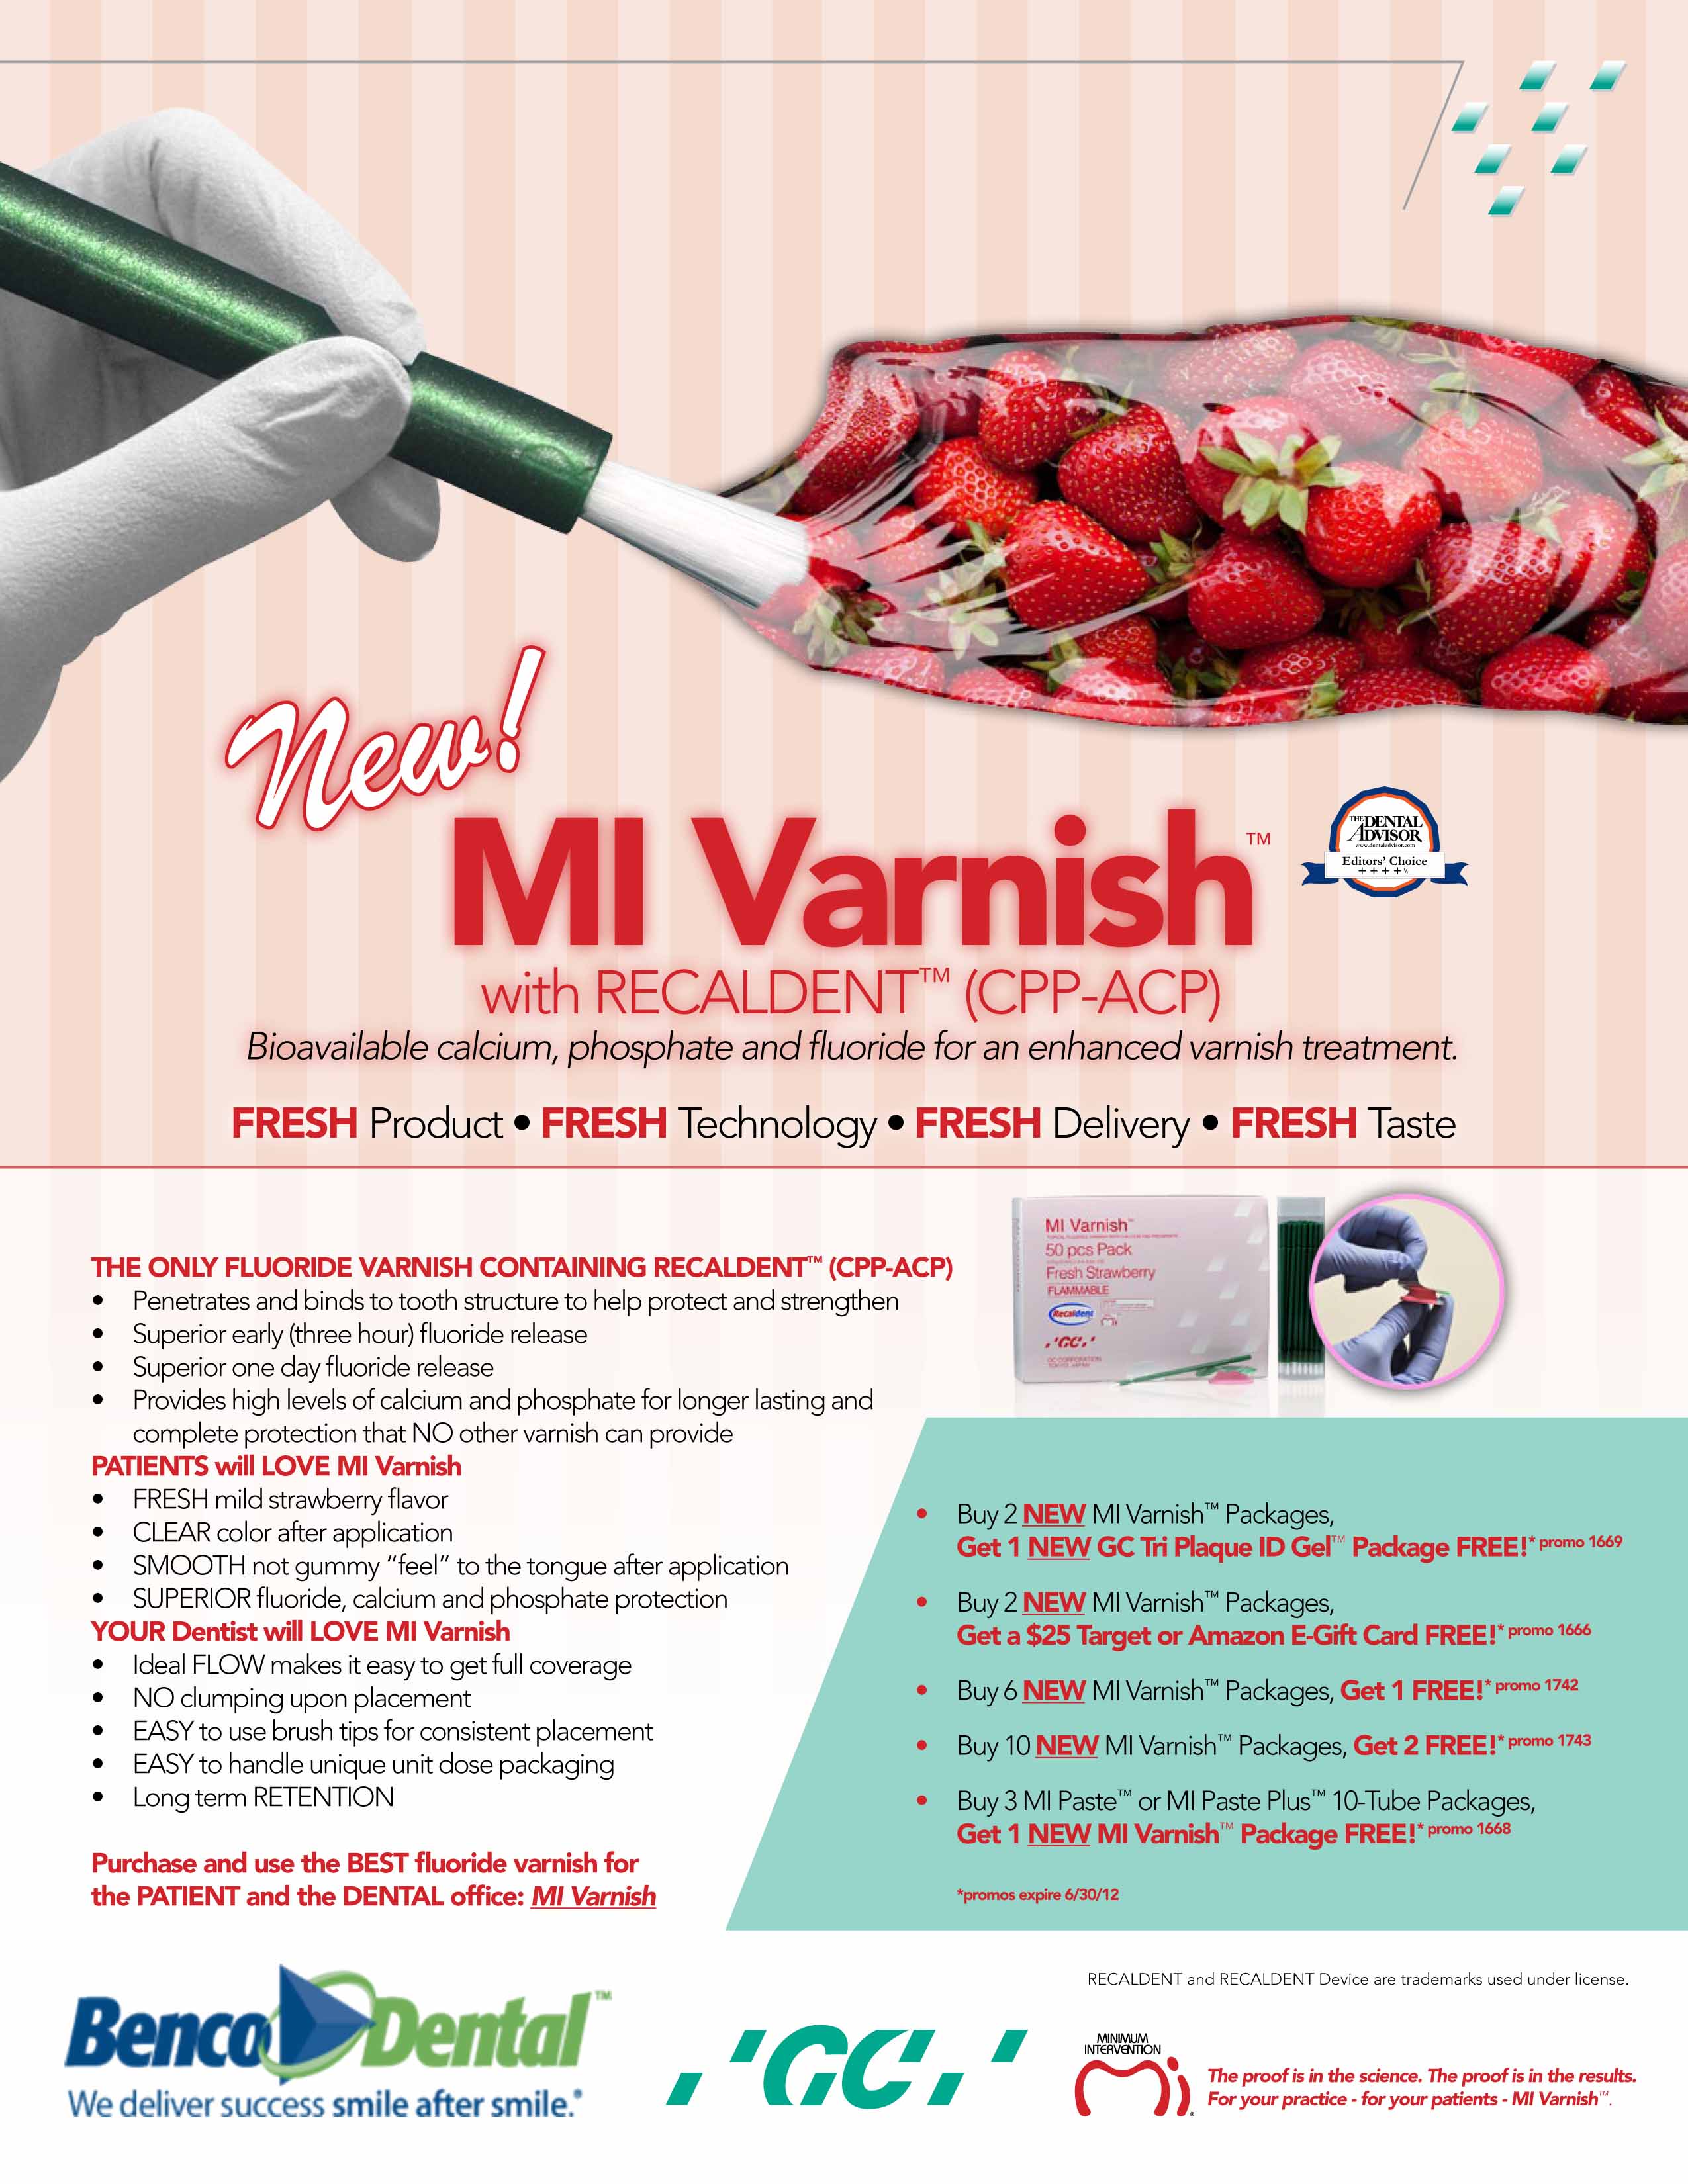 New!
MI Varnish™
THE DENTAL
ADVISOR
www.dentaladvisor.com
Editors' Choice
++++½
with RECALDENT™ (CPP-ACP)
Bioavailable calcium, phosphate and fluoride for an enhanced varnish treatment.
FRESH Product • FRESH Technology • FRESH Delivery • FRESH Taste
MI Varnish™
50 pcs Pack
Fresh Strawberry
FLAMMABLE
Recaldent
GC
GC CORPORATION
TOKYO, JAPAN
THE ONLY FLUORIDE VARNISH CONTAINING RECALDENT™ (CPP-ACP)
• Penetrates and binds to tooth structure to help protect and strengthen
• Superior early (three hour) fluoride release
• Superior one day fluoride release
• Provides high levels of calcium and phosphate for longer lasting and
complete protection that NO other varnish can provide
PATIENTS will LOVE MI Varnish
• FRESH mild strawberry flavor
• CLEAR color after application
• SMOOTH not gummy “feel” to the tongue after application
• SUPERIOR fluoride, calcium and phosphate protection
YOUR Dentist will LOVE MI Varnish
• Ideal FLOW makes it easy to get full coverage
• NO clumping upon placement
• EASY to use brush tips for consistent placement
• EASY to handle unique unit dose packaging
• Long term RETENTION
Purchase and use the BEST fluoride varnish for
the PATIENT and the DENTAL office: MI Varnish
• Buy 2 NEW MI Varnish™ Packages,
Get 1 NEW GC Tri Plaque ID Gel™ Package FREE!* promo 1669
• Buy 2 NEW MI Varnish™ Packages,
Get a $25 Target or Amazon E-Gift Card FREE!* promo 1666
• Buy 6 NEW MI Varnish™ Packages, Get 1 FREE!* promo 1742
• Buy 10 NEW MI Varnish™ Packages, Get 2 FREE!* promo 1743
• Buy 3 MI Paste™ or MI Paste Plus™ 10-Tube Packages,
Get 1 NEW MI Varnish™ Package FREE!* promo 1668
*promos expire 6/30/12
RECALDENT and RECALDENT Device are trademarks used under license.
Benco Dental™
We deliver success smile after smile.®
GC
MINIMUM
INTERVENTION
Mi®
The proof is in the science. The proof is in the results.
For your practice - for your patients - MI Varnish™.